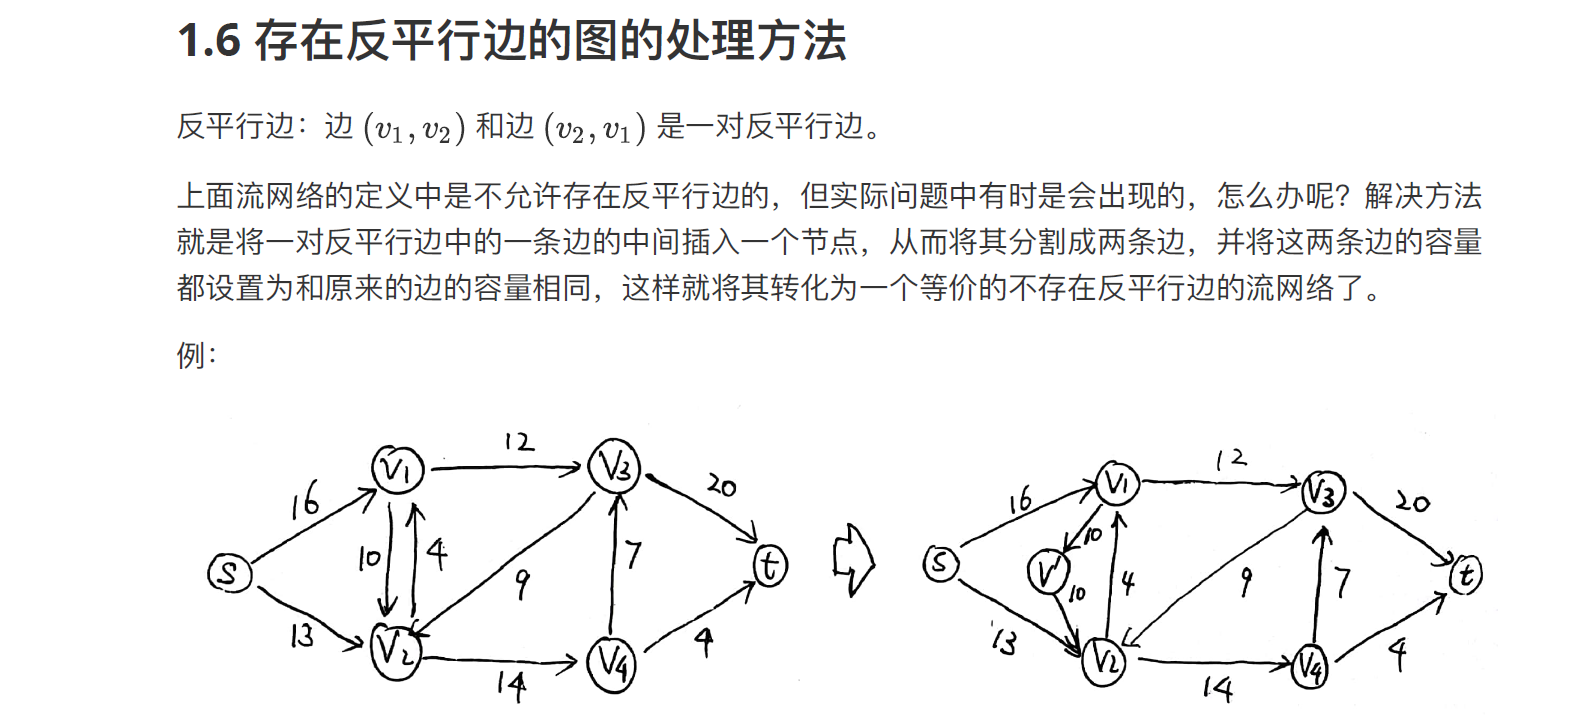 1.6 存在反平行边的图的处理方法
反平行边：边 (v₁, v₂) 和边 (v₂, v₁) 是一对反平行边。
上面流网络的定义中是不允许存在反平行边的，但实际问题中有时是会出现的，怎么办呢？解决方法
就是将一对反平行边中的一条边的中间插入一个节点，从而将其分割成两条边，并将这两条边的容量
都设置为和原来的边的容量相同，这样就将其转化为一个等价的不存在反平行边的流网络了。
例：
12
V1
V3
16
20
10
4
9
7
S
t
13
V2
V4
4
14
12
V1
V3
16
20
10
S
V'
10
4
9
7
t
13
V2
V4
4
14